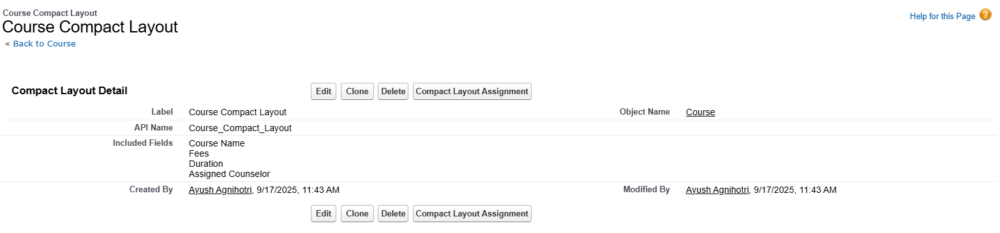 Course Compact Layout
Course Compact Layout
Help for this Page ?
« Back to Course
Compact Layout Detail
Edit Clone Delete Compact Layout Assignment
Label Course Compact Layout Object Name Course
API Name Course_Compact_Layout
Included Fields Course Name
Fees
Duration
Assigned Counselor
Created By Ayush Agnihotri, 9/17/2025, 11:43 AM Modified By Ayush Agnihotri, 9/17/2025, 11:43 AM
Edit Clone Delete Compact Layout Assignment